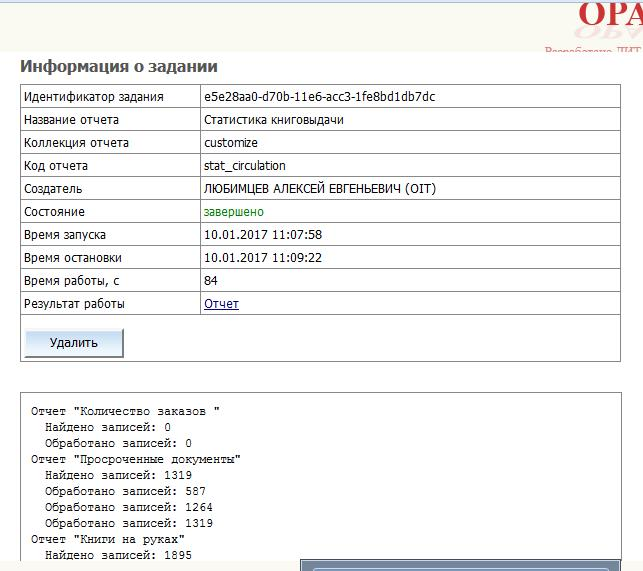 ОРА
Информация о задании
Идентификатор задания e5e28aa0-d70b-11e6-acc3-1fe8bd1db7dc
Название отчета Статистика книговыдачи
Коллекция отчета customize
Код отчета stat_circulation
Создатель ЛЮБИМЦЕВ АЛЕКСЕЙ ЕВГЕНЬЕВИЧ (OIT)
Состояние завершено
Время запуска 10.01.2017 11:07:58
Время остановки 10.01.2017 11:09:22
Время работы, с 84
Результат работы Отчет
Удалить
Отчет "Количество заказов "
Найдено записей: 0
Обработано записей: 0
Отчет "Просроченные документы"
Найдено записей: 1319
Обработано записей: 587
Обработано записей: 1264
Обработано записей: 1319
Отчет "Книги на руках"
Найдено записей: 1895